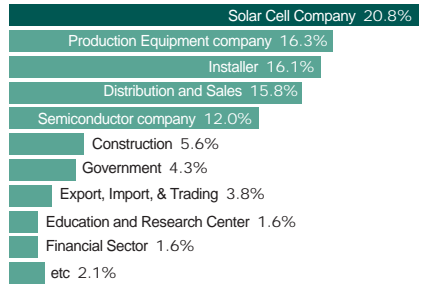 Solar Cell Company 20.8%
Production Equipment company 16.3%
Installer 16.1%
Distribution and Sales 15.8%
Semiconductor company 12.0%
Construction 5.6%
Government 4.3%
Export, Import, & Trading 3.8%
Education and Research Center 1.6%
Financial Sector 1.6%
etc 2.1%